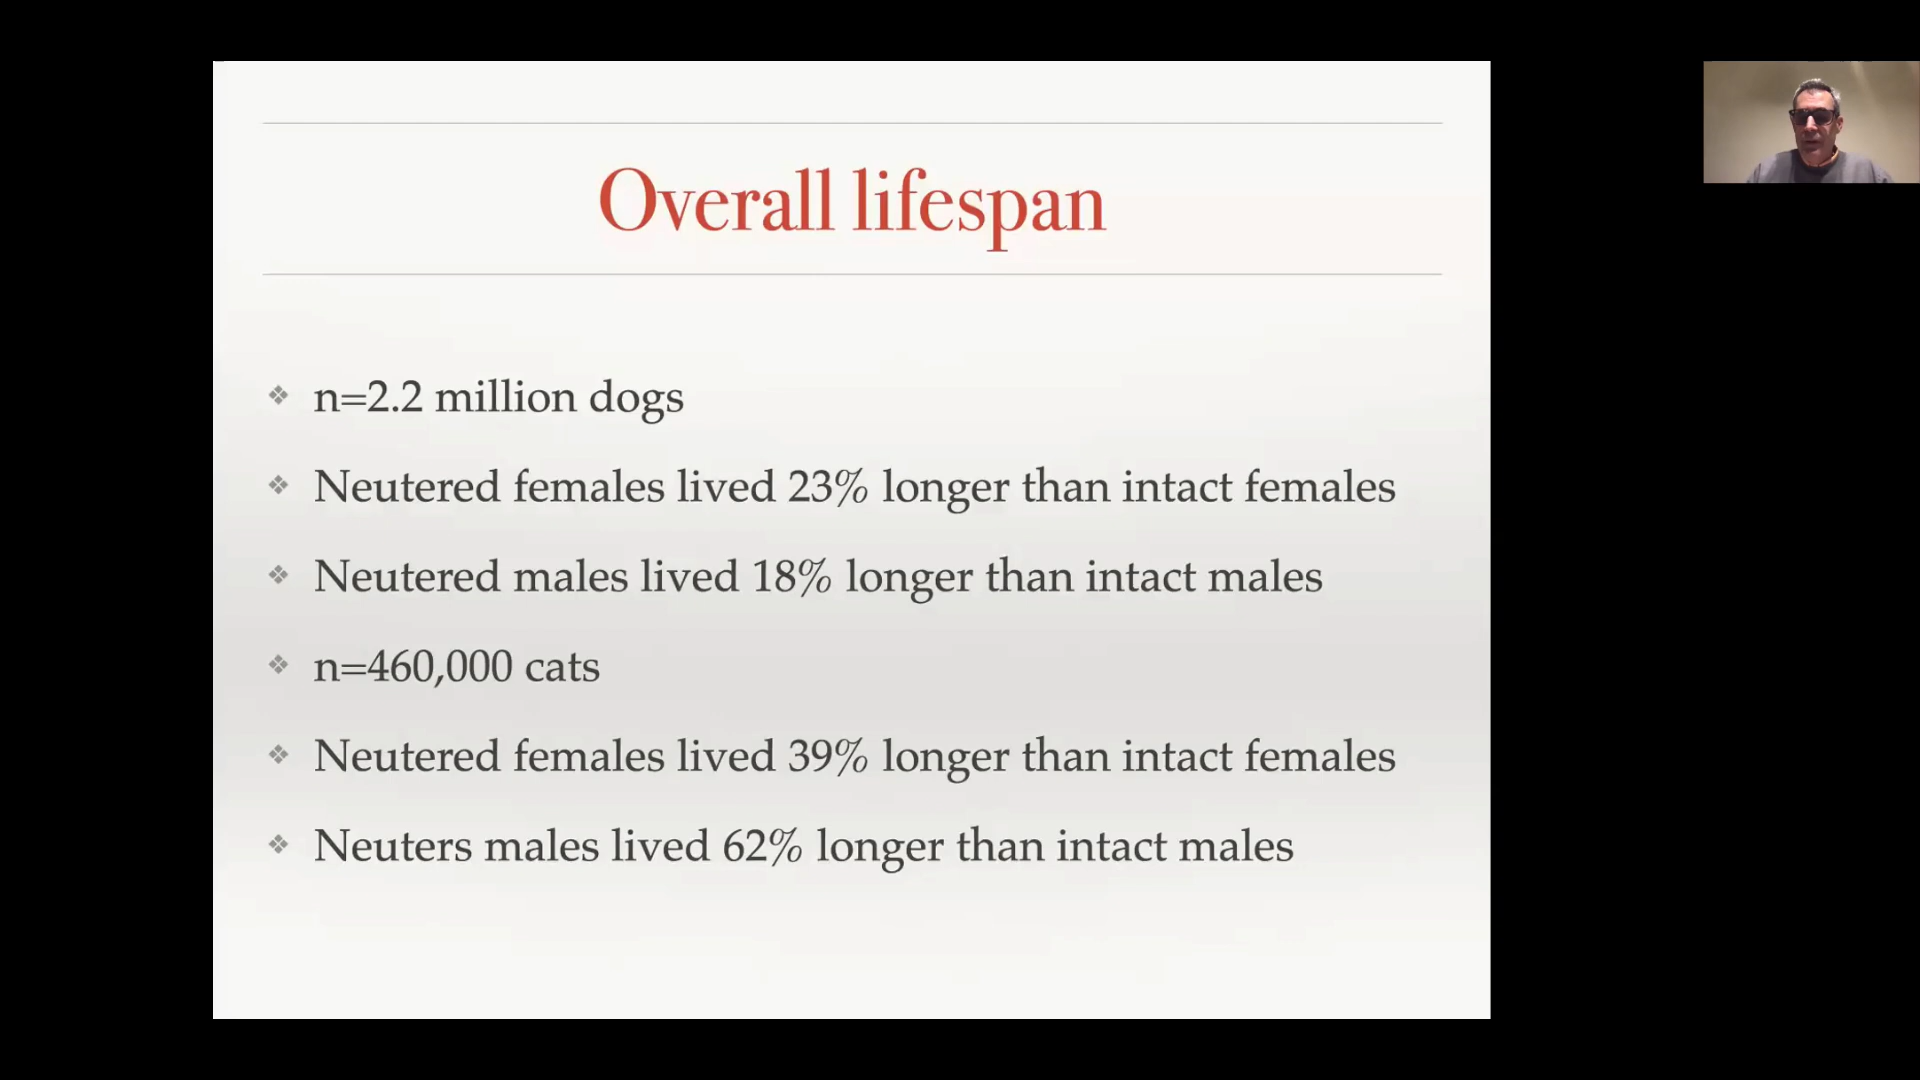 Overall lifespan
n=2.2 million dogs
Neutered females lived 23% longer than intact females
Neutered males lived 18% longer than intact males
n=460,000 cats
Neutered females lived 39% longer than intact females
Neuters males lived 62% longer than intact males